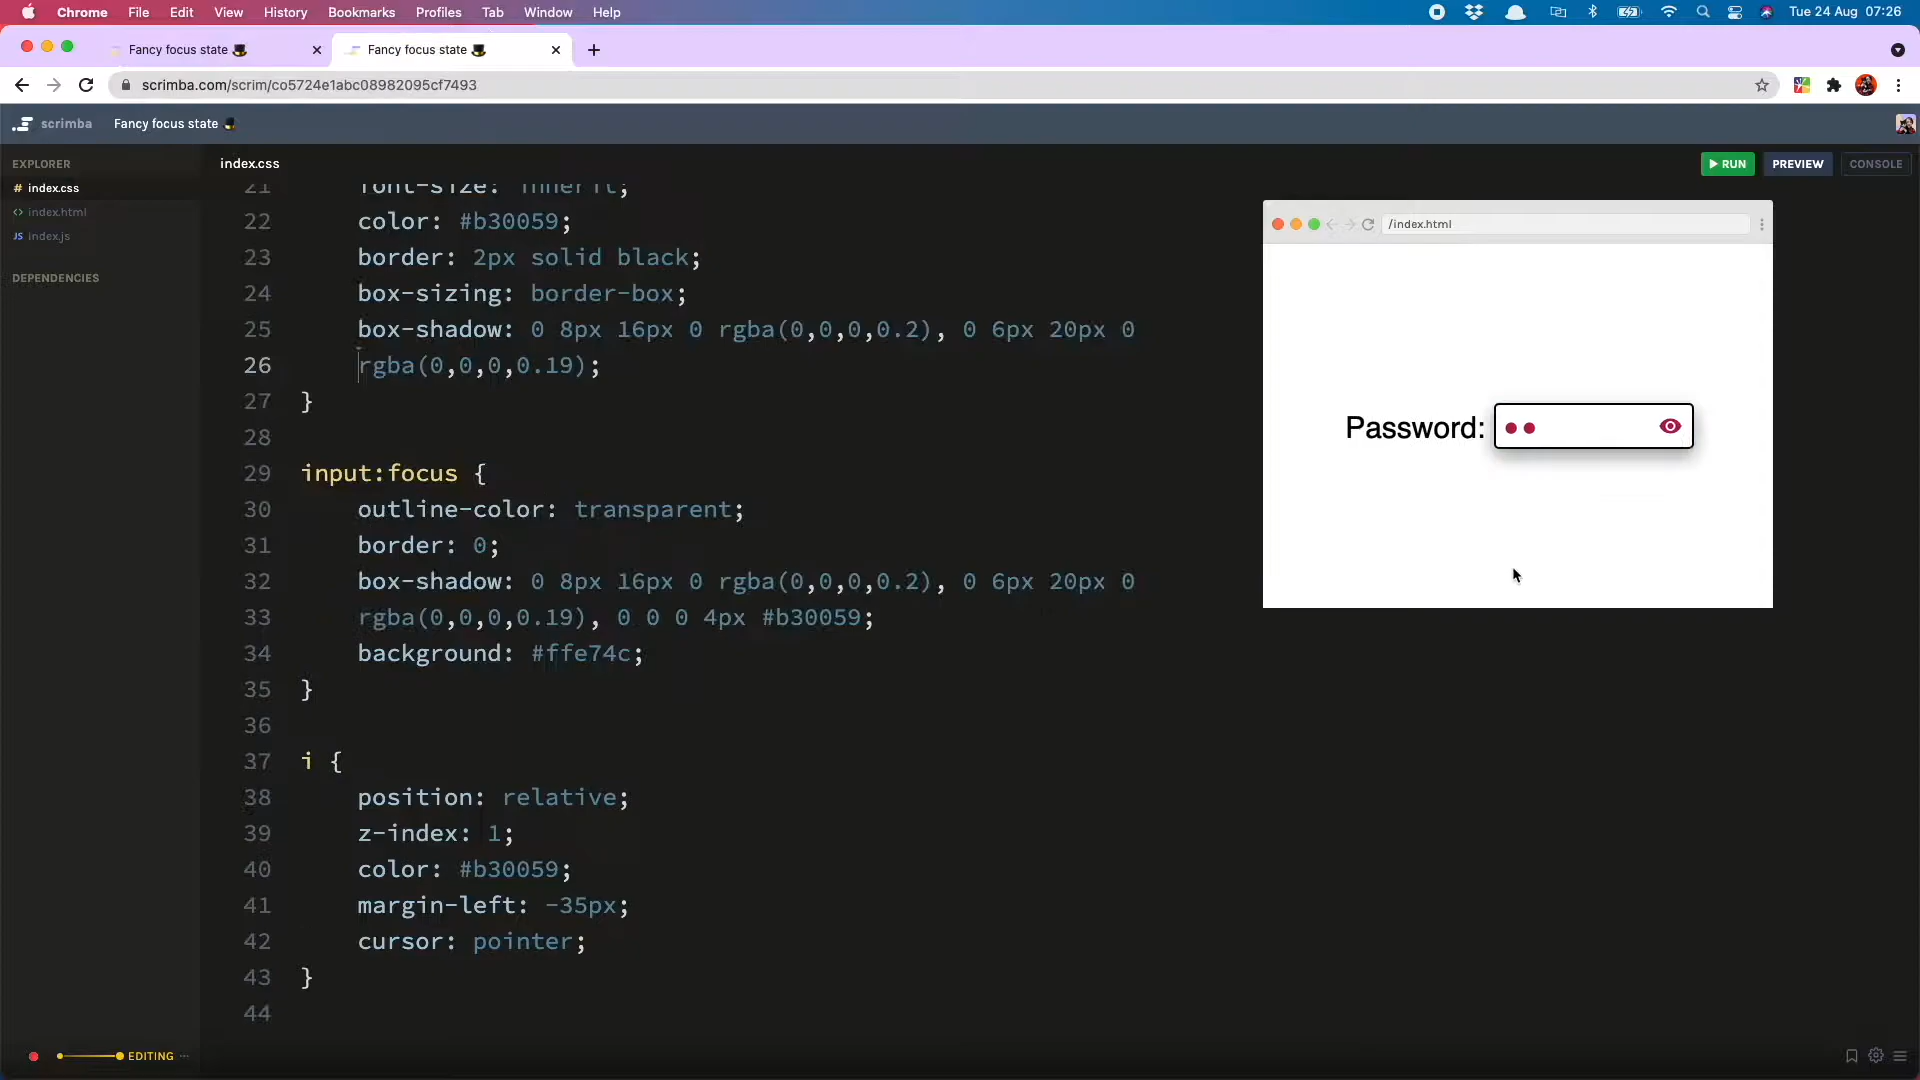 Chrome File Edit View History Bookmarks Profiles Tab Window Help Tue 24 Aug 07:26
Fancy focus state 🎩 Fancy focus state 🎩
scrimba.com/scrim/co5724e1abc08982095cf7493
scrimba Fancy focus state 🎩
EXPLORER
# index.css
<> index.html
JS index.js
DEPENDENCIES
index.css
RUN PREVIEW CONSOLE
21 font-size: inherit;
22 color: #b30059;
23 border: 2px solid black;
24 box-sizing: border-box;
25 box-shadow: 0 8px 16px 0 rgba(0,0,0,0.2), 0 6px 20px 0
26 rgba(0,0,0,0.19);
27 }
28
29 input:focus {
30 outline-color: transparent;
31 border: 0;
32 box-shadow: 0 8px 16px 0 rgba(0,0,0,0.2), 0 6px 20px 0
33 rgba(0,0,0,0.19), 0 0 0 4px #b30059;
34 background: #ffe74c;
35 }
36
37 i {
38 position: relative;
39 z-index: 1;
40 color: #b30059;
41 margin-left: -35px;
42 cursor: pointer;
43 }
44
/index.html
Password:
EDITING ...